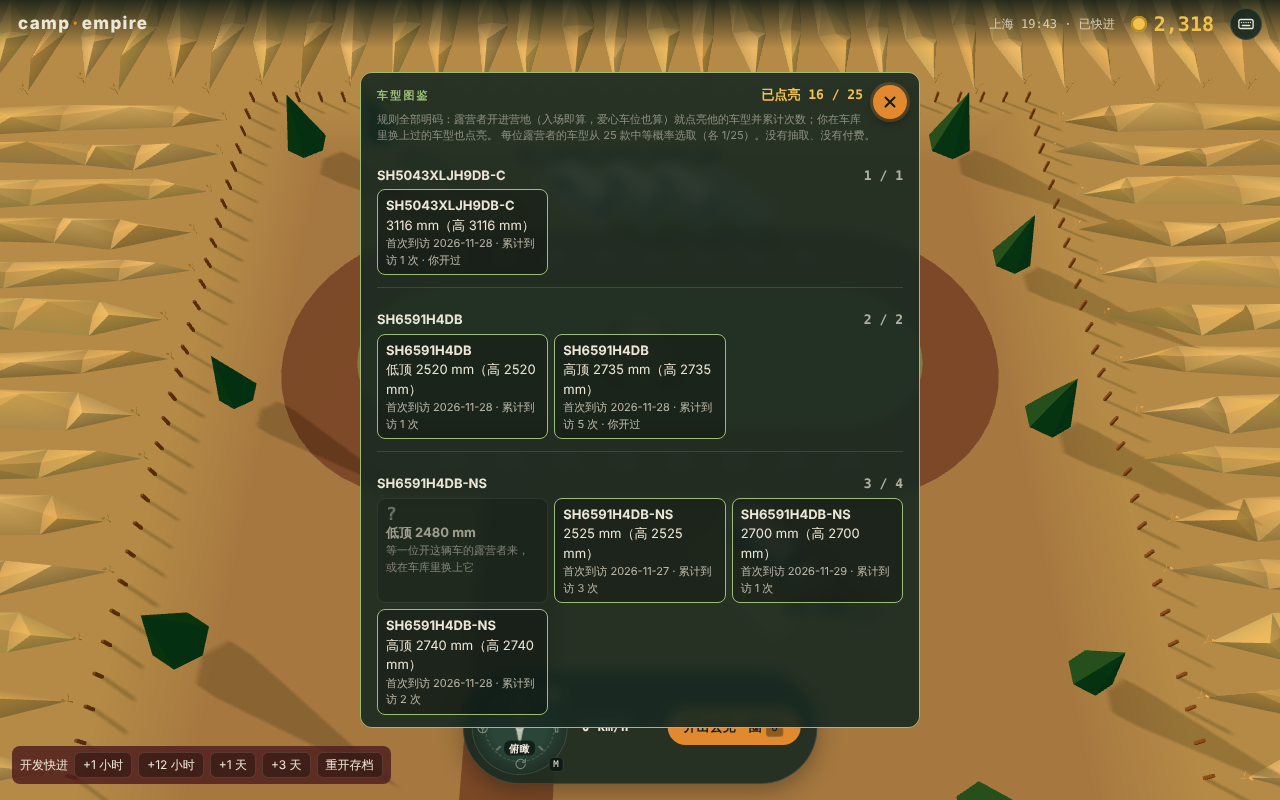 camp·empire
上海 19:43 · 已快进
2,318
车型图鉴
已点亮 16 / 25
规则全部明码：露营者开进营地（入场即算，爱心车位也算）就点亮他的车型并累计次数；你在车库
里换上过的车型也点亮。 每位露营者的车型从 25 款中等概率选取（各 1/25）。没有抽取、没有付费。
SH5043XLJH9DB-C
1 / 1
SH5043XLJH9DB-C
3116 mm（高 3116 mm）
首次到访 2026-11-28 · 累计到
访 1 次 · 你开过
SH6591H4DB
2 / 2
SH6591H4DB
低顶 2520 mm（高 2520
mm）
首次到访 2026-11-28 · 累计到
访 1 次
SH6591H4DB
高顶 2735 mm（高 2735
mm）
首次到访 2026-11-28 · 累计到
访 5 次 · 你开过
SH6591H4DB-NS
3 / 4
?
低顶 2480 mm
等一位开这辆车的露营者来，
或在车库里换上它
SH6591H4DB-NS
2525 mm（高 2525
mm）
首次到访 2026-11-27 · 累计到
访 3 次
SH6591H4DB-NS
2700 mm（高 2700
mm）
首次到访 2026-11-29 · 累计到
访 1 次
SH6591H4DB-NS
高顶 2740 mm（高 2740
mm）
首次到访 2026-11-28 · 累计到
访 2 次
俯瞰
M
开发快进
+1 小时
+12 小时
+1 天
+3 天
重开存档